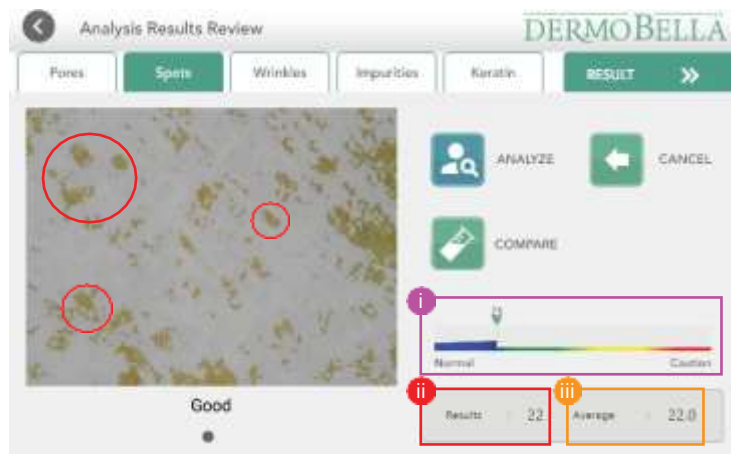 Analysis Results Review
DERMOBELLA
Pores
Spots
Wrinkles
Impurities
Keratin
RESULT
ANALYZE
CANCEL
COMPARE
i
Normal
Caution
Good
ii
Results : 22
iii
Average : 22.0